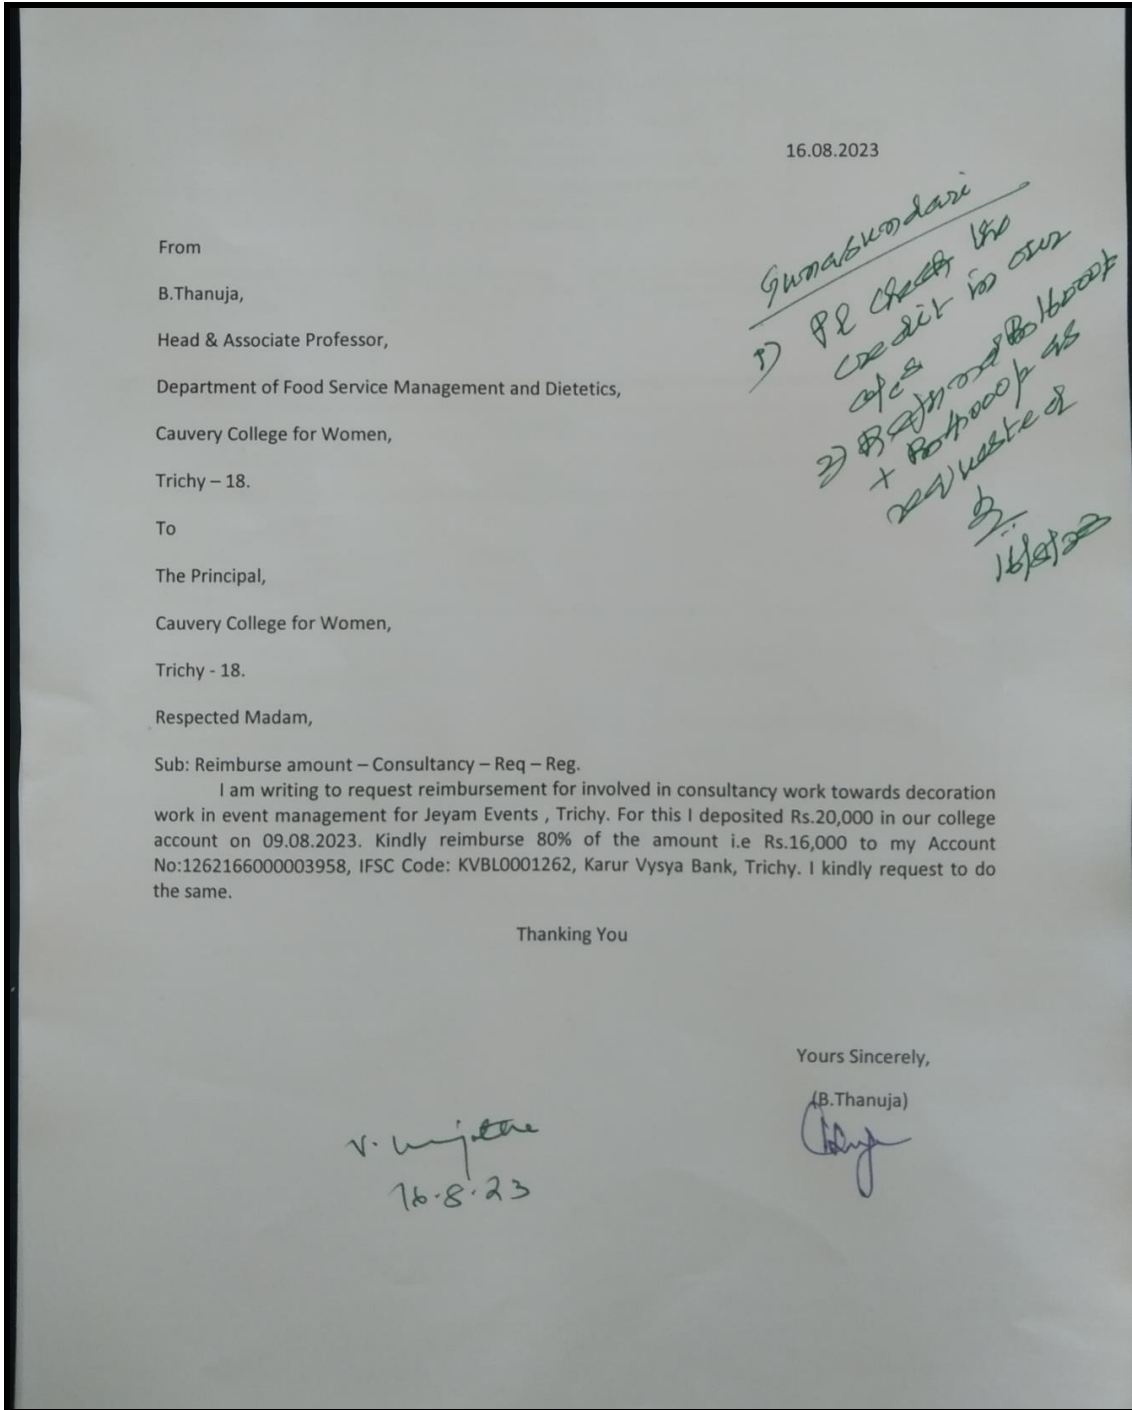 16.08.2023
From
B.Thanuja,
Head & Associate Professor,
Department of Food Service Management and Dietetics,
Cauvery College for Women,
Trichy – 18.
To
The Principal,
Cauvery College for Women,
Trichy - 18.
Respected Madam,
Sub: Reimburse amount – Consultancy – Req – Reg.
I am writing to request reimbursement for involved in consultancy work towards decoration
work in event management for Jeyam Events , Trichy. For this I deposited Rs.20,000 in our college
account on 09.08.2023. Kindly reimburse 80% of the amount i.e Rs.16,000 to my Account
No:1262166000003958, IFSC Code: KVBL0001262, Karur Vysya Bank, Trichy. I kindly request to do
the same.
Thanking You
Yours Sincerely,
(B.Thanuja)
16.8.23
Gunasundari
1) Pl check the
credit in our
a/cs
2)
requested
16/8/23